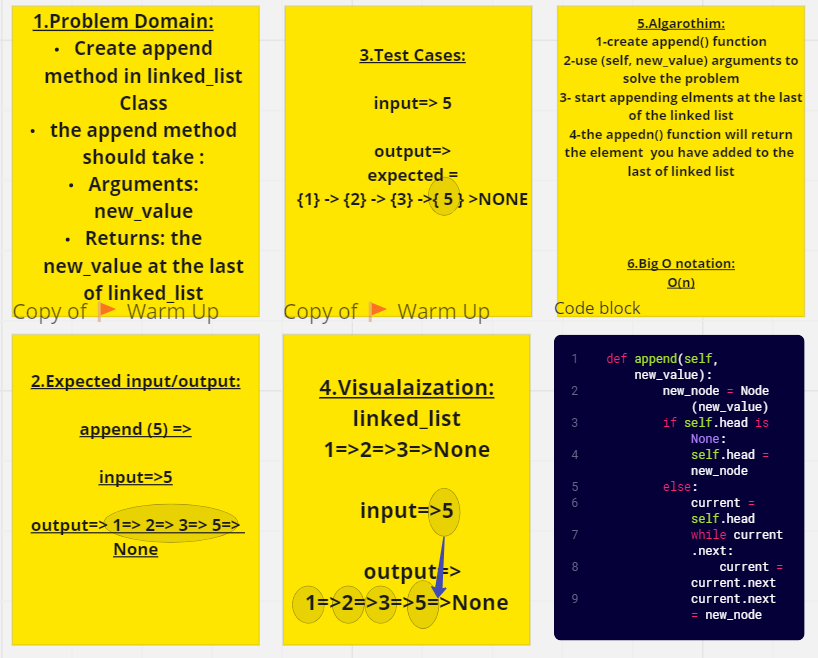 1.Problem Domain:
• Create append
method in linked_list
Class
• the append method
should take :
• Arguments:
new_value
• Returns: the
new_value at the last
of linked_list
Copy of 🚩 Warm Up
3.Test Cases:
input=> 5
output=>
expected =
{1} -> {2} -> {3} ->{ 5 } >NONE
Copy of 🚩 Warm Up
5.Algarothim:
1-create append() function
2-use (self, new_value) arguments to
solve the problem
3- start appending elments at the last
of the linked list
4-the appedn() function will return
the element you have added to the
last of linked list
6.Big O notation:
O(n)
2.Expected input/output:
append (5) =>
input=>5
output=> 1=> 2=> 3=> 5=>
None
4.Visualaization:
linked_list
1=>2=>3=>None
input=>5
output=>
1=>2=>3=>5=>None
Code block
1 def append(self,
new_value):
2 new_node = Node
(new_value)
3 if self.head is
None:
4 self.head =
new_node
5 else:
6 current =
self.head
7 while current
.next:
8 current =
current.next
9 current.next
= new_node